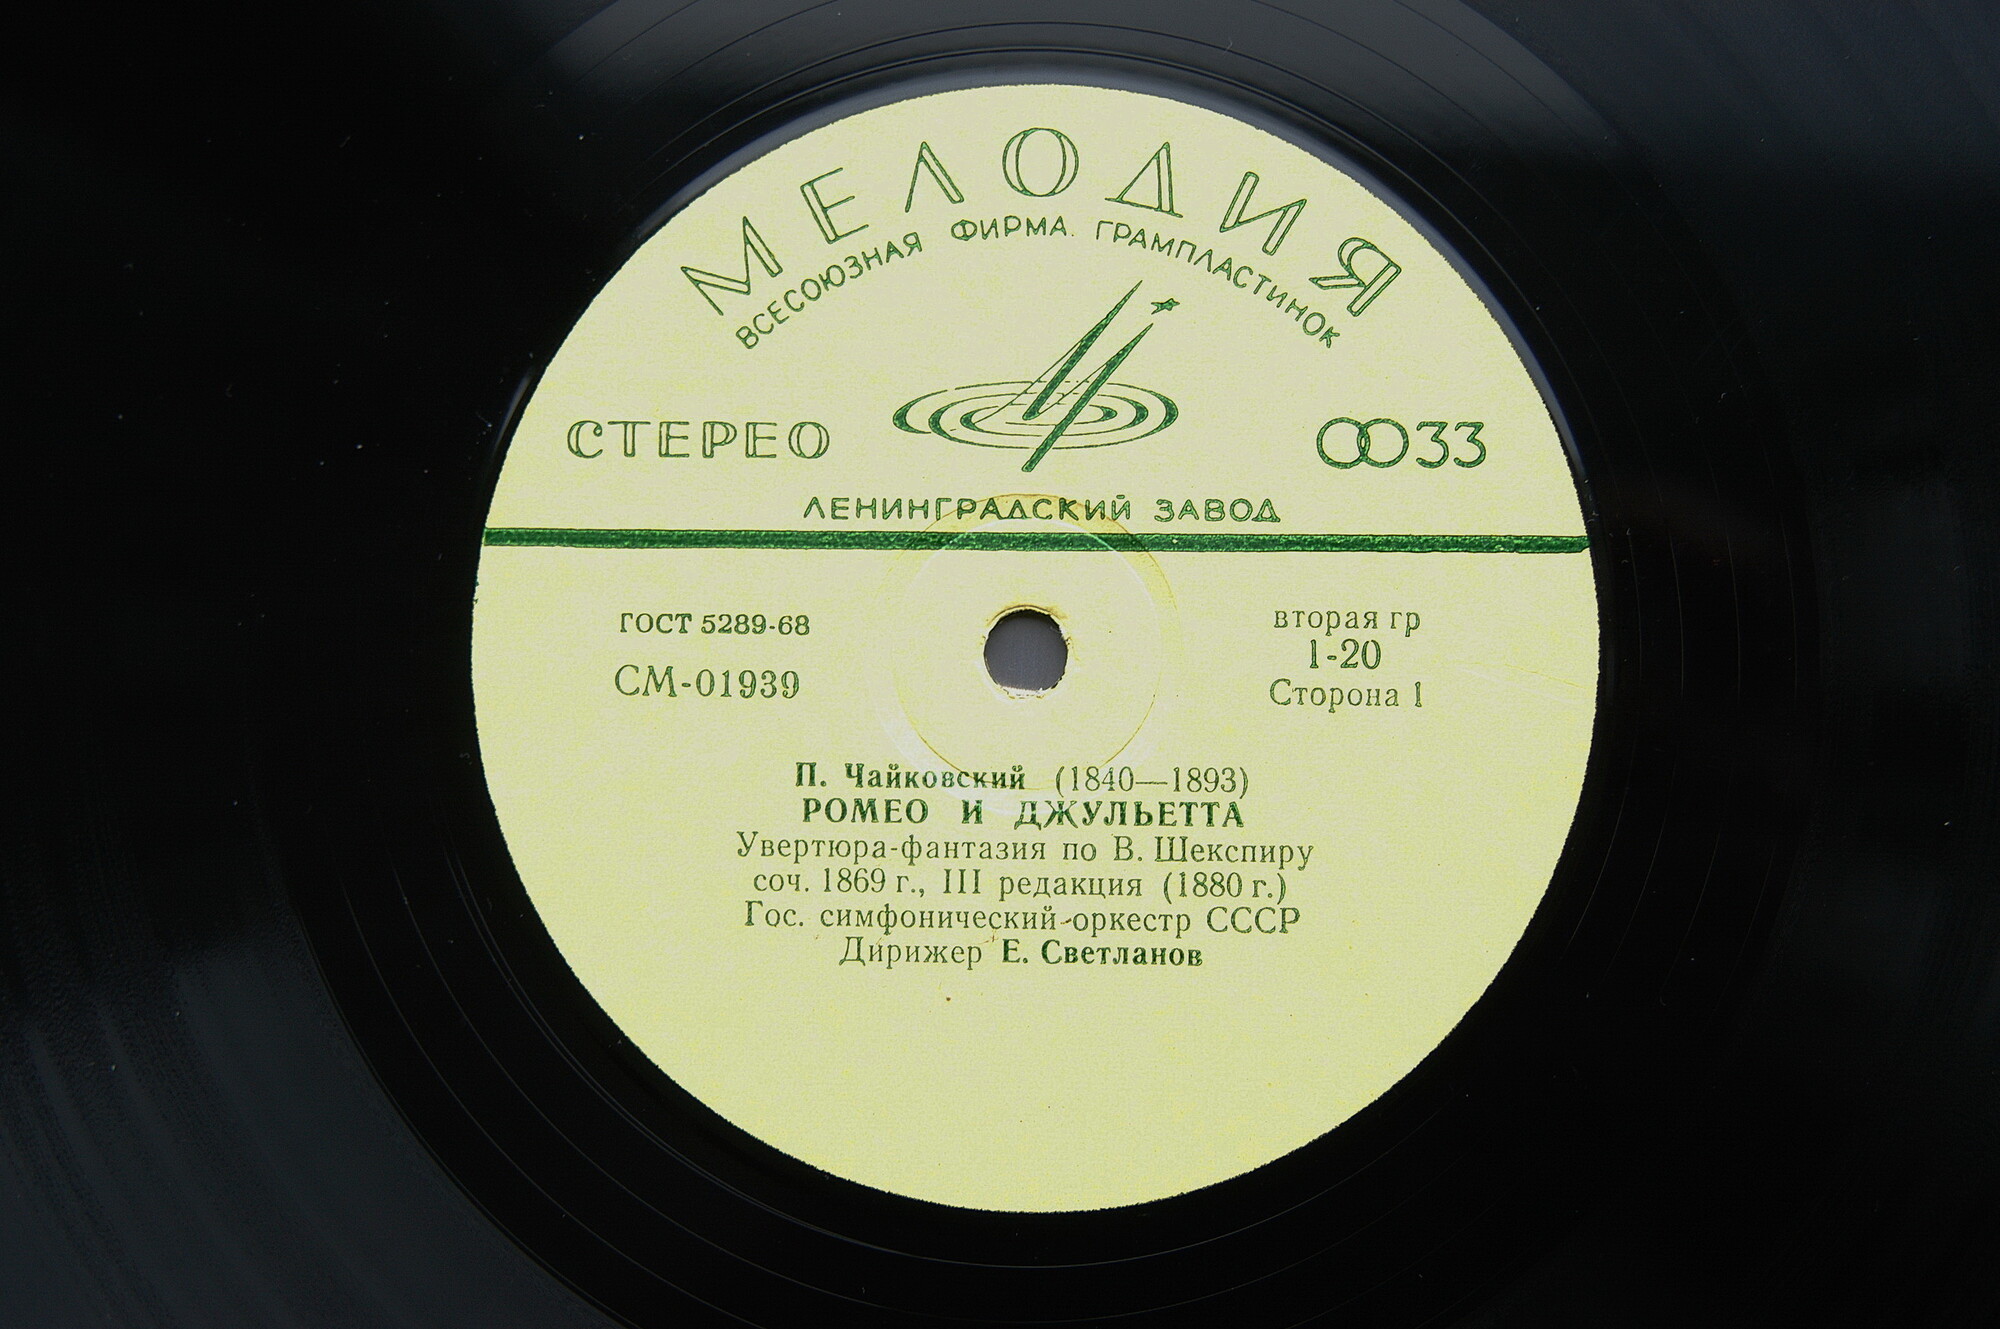 МЕЛОДИЯ
ВСЕСОЮЗНАЯ ФИРМА ГРАМПЛАСТИНОК
СТЕРЕО
33
ЛЕНИНГРАДСКИЙ ЗАВОД
ГОСТ 5289-68
СМ-01939
вторая гр
1-20
Сторона 1
П. Чайковский (1840—1893)
РОМЕО И ДЖУЛЬЕТТА
Увертюра-фантазия по В. Шекспиру
соч. 1869 г., III редакция (1880 г.)
Гос. симфонический оркестр СССР
Дирижер Е. Светланов